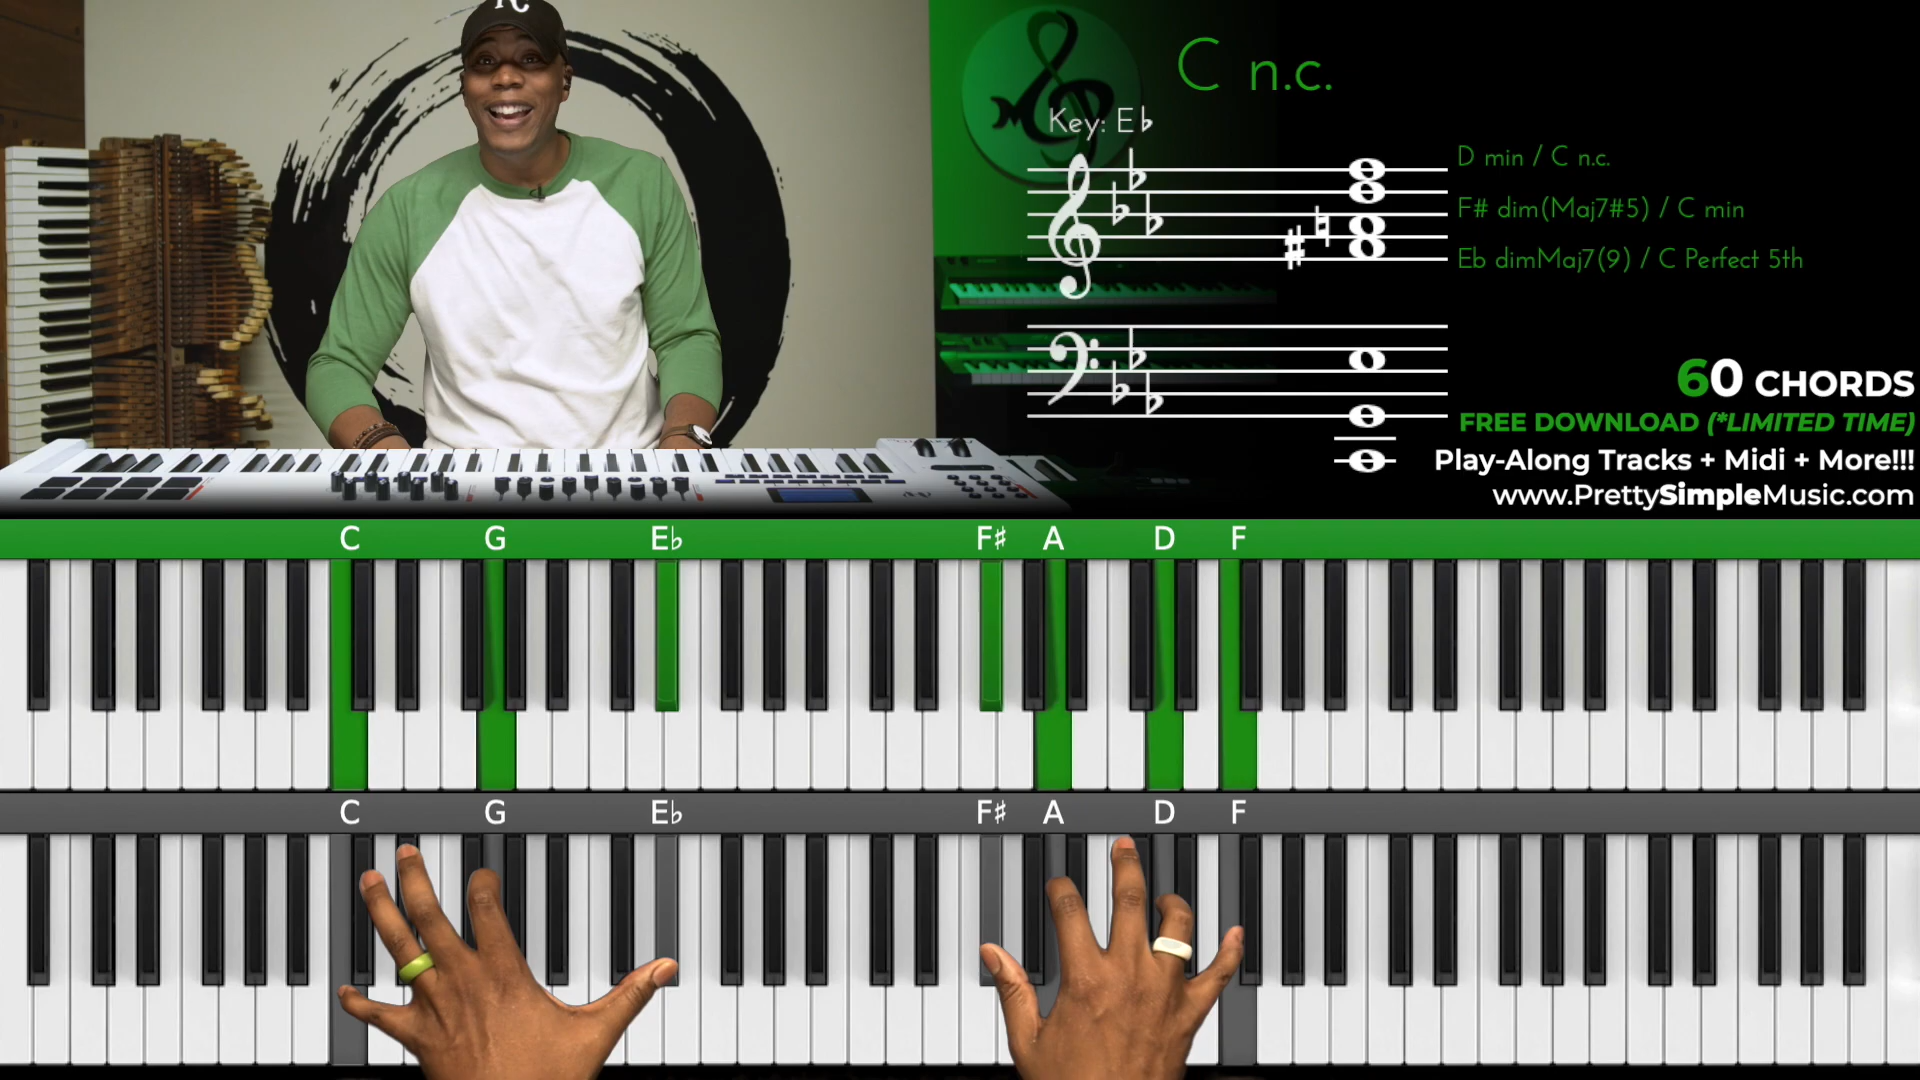 C n.c.
Key: E♭
D min / C n.c.
F# dim(Maj7#5) / C min
Eb dimMaj7(9) / C Perfect 5th
60 CHORDS
FREE DOWNLOAD (*LIMITED TIME)
Play-Along Tracks + Midi + More!!!
www.PrettySimpleMusic.com
C G E♭ F♯ A D F
C G E♭ F♯ A D F